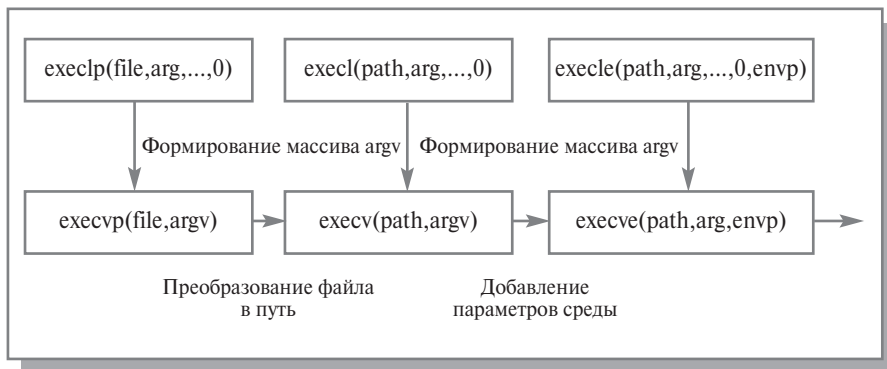 execlp(file,arg,...,0)
execl(path,arg,...,0)
execle(path,arg,...,0,envp)
Формирование массива argv
Формирование массива argv
execvp(file,argv)
execv(path,argv)
execve(path,arg,envp)
Преобразование файла
в путь
Добавление
параметров среды